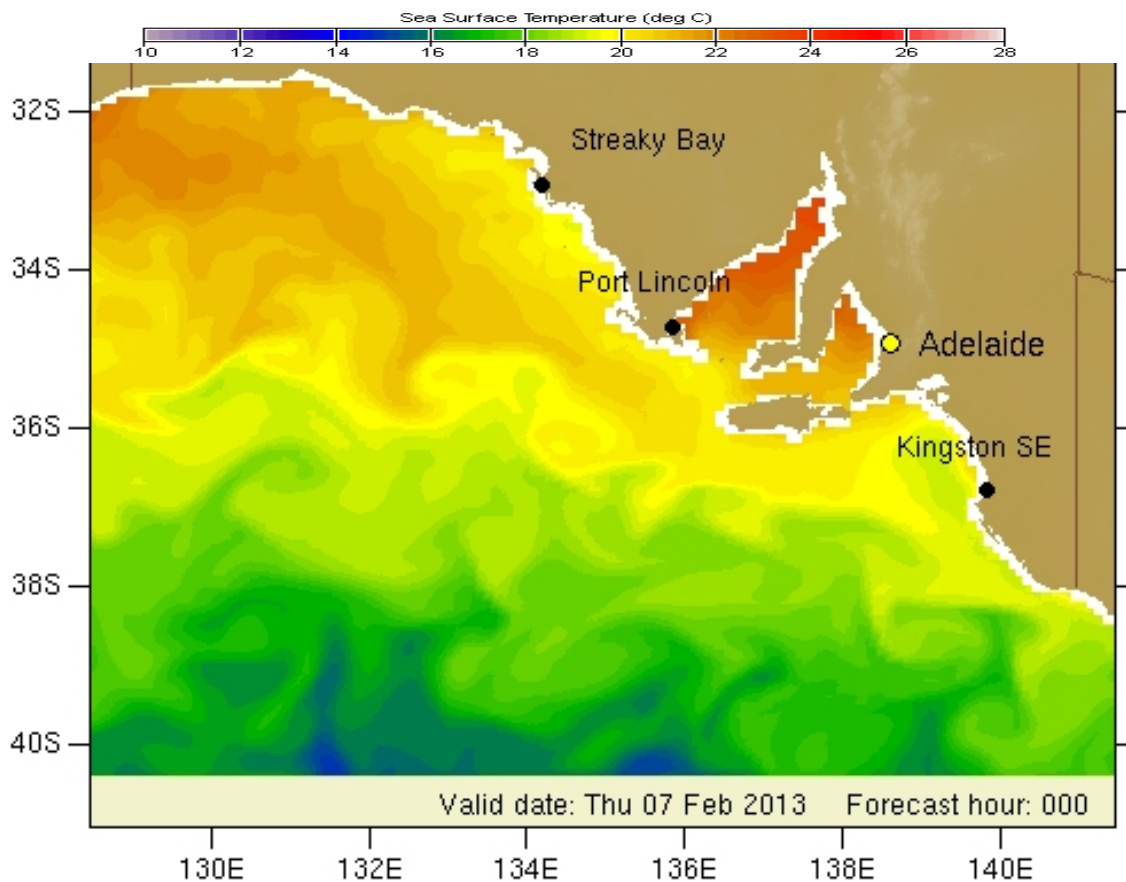 Sea Surface Temperature (deg C)
10 12 14 16 18 20 22 24 26 28
32S
Streaky Bay
34S
Port Lincoln
Adelaide
36S
Kingston SE
38S
40S
Valid date: Thu 07 Feb 2013 Forecast hour: 000
130E 132E 134E 136E 138E 140E